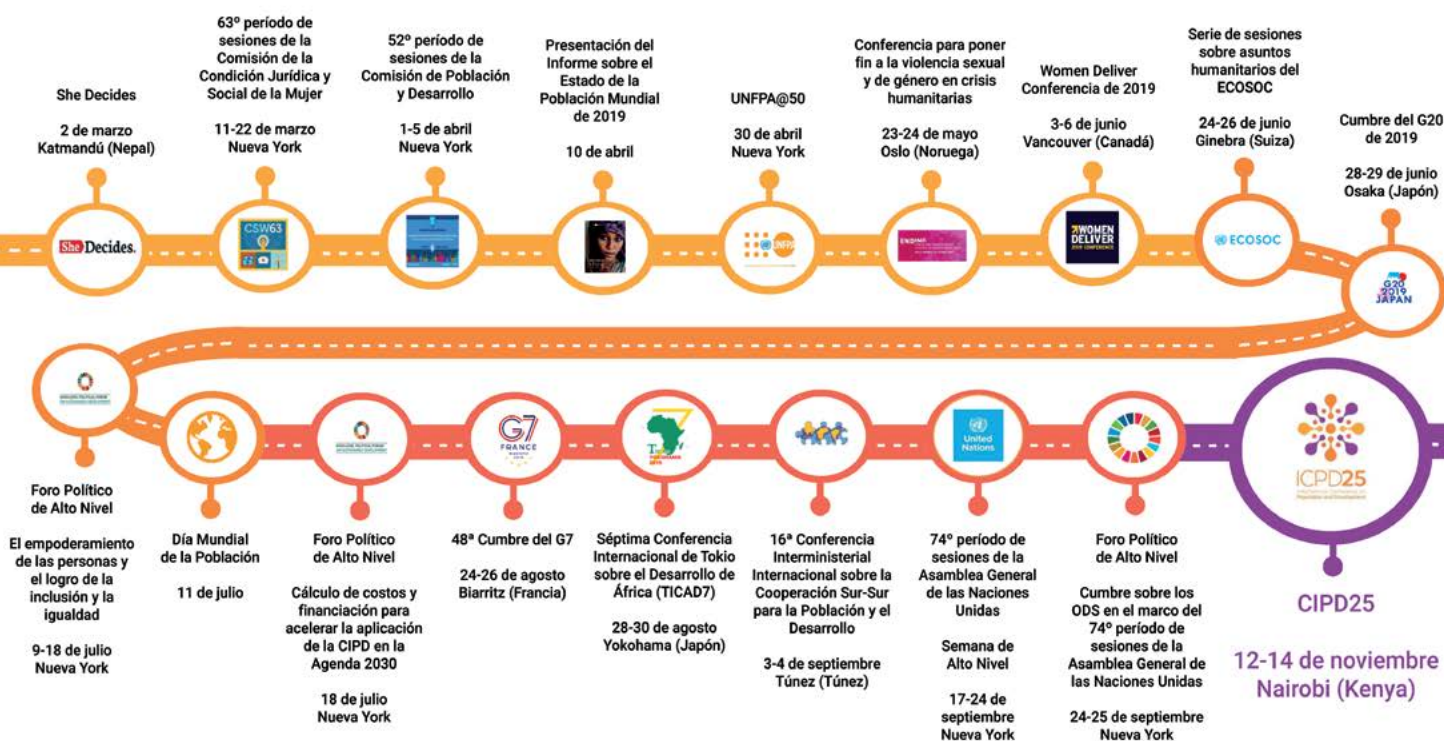 She Decides
2 de marzo
Katmandú (Nepal)
She Decides.
63º período de
sesiones de la
Comisión de la
Condición Jurídica y
Social de la Mujer
11-22 de marzo
Nueva York
CSW63
52º período de
sesiones de la
Comisión de Población
y Desarrollo
1-5 de abril
Nueva York
Presentación del
Informe sobre el
Estado de la
Población Mundial
de 2019
10 de abril
UNFPA@50
30 de abril
Nueva York
UNFPA
Conferencia para poner
fin a la violencia sexual
y de género en crisis
humanitarias
23-24 de mayo
Oslo (Noruega)
ENDING
Women Deliver
Conferencia de 2019
3-6 de junio
Vancouver (Canadá)
WOMEN
DELIVER
2019 CONFERENCE
Serie de sesiones
sobre asuntos
humanitarios del
ECOSOC
24-26 de junio
Ginebra (Suiza)
ECOSOC
Cumbre del G20
de 2019
28-29 de junio
Osaka (Japón)
G20
2019
JAPAN
Foro Político
de Alto Nivel
El empoderamiento
de las personas y
el logro de la
inclusión y la
igualdad
9-18 de julio
Nueva York
Día Mundial
de la Población
11 de julio
Foro Político
de Alto Nivel
Cálculo de costos y
financiación para
acelerar la aplicación
de la CIPD en la
Agenda 2030
18 de julio
Nueva York
G7
FRANCE
48ª Cumbre del G7
24-26 de agosto
Biarritz (Francia)
Séptima Conferencia
Internacional de Tokio
sobre el Desarrollo de
África (TICAD7)
28-30 de agosto
Yokohama (Japón)
16ª Conferencia
Interministerial
Internacional sobre la
Cooperación Sur-Sur
para la Población y el
Desarrollo
3-4 de septiembre
Túnez (Túnez)
United
Nations
74º período de
sesiones de la
Asamblea General
de las Naciones
Unidas
Semana de
Alto Nivel
17-24 de
septiembre
Nueva York
Foro Político
de Alto Nivel
Cumbre sobre los
ODS en el marco del
74º período de
sesiones de la
Asamblea General de
las Naciones Unidas
24-25 de septiembre
Nueva York
ICPD25
International Conference on
Population and Development
CIPD25
12-14 de noviembre
Nairobi (Kenya)